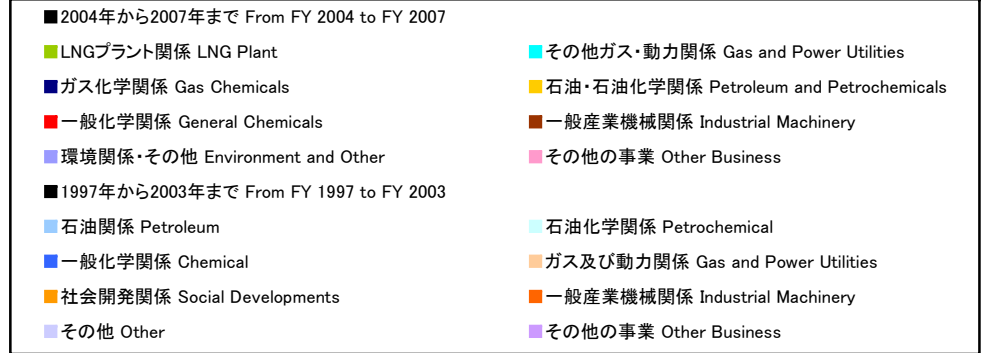 ■2004年から2007年まで From FY 2004 to FY 2007
■LNGプラント関係 LNG Plant
■その他ガス・動力関係 Gas and Power Utilities
■ガス化学関係 Gas Chemicals
■石油・石油化学関係 Petroleum and Petrochemicals
■一般化学関係 General Chemicals
■一般産業機械関係 Industrial Machinery
■環境関係・その他 Environment and Other
■その他の事業 Other Business
■1997年から2003年まで From FY 1997 to FY 2003
■石油関係 Petroleum
■石油化学関係 Petrochemical
■一般化学関係 Chemical
■ガス及び動力関係 Gas and Power Utilities
■社会開発関係 Social Developments
■一般産業機械関係 Industrial Machinery
■その他 Other
■その他の事業 Other Business